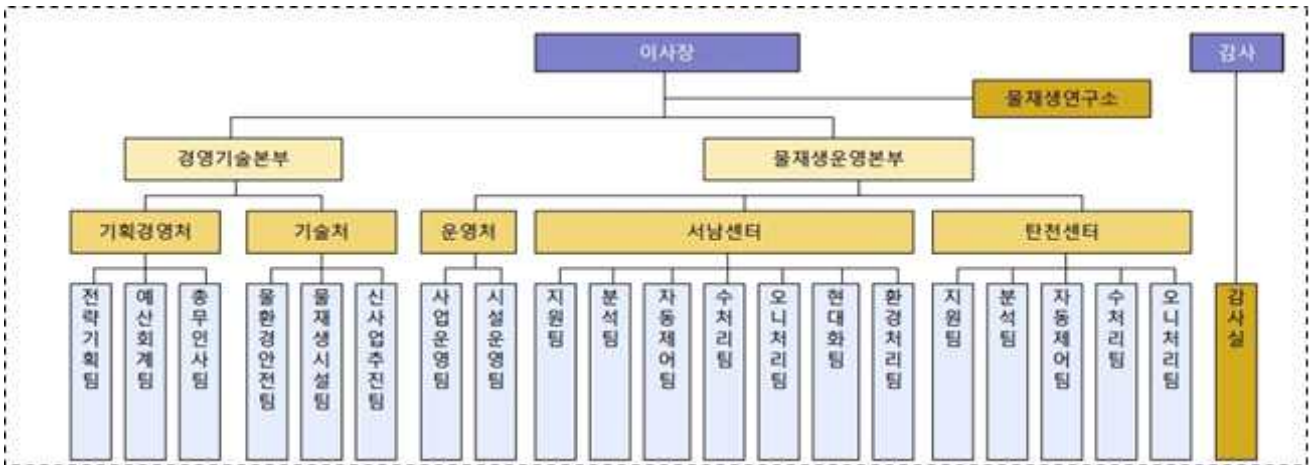 이사장
감사
물재생연구소
경영기술본부
물재생운영본부
기획경영처
기술처
운영처
서남센터
탄천센터
전략기획팀
예산회계팀
총무인사팀
물환경안전팀
물재생시설팀
신사업추진팀
사업운영팀
시설운영팀
지원팀
분석팀
자동제어팀
수처리팀
오니처리팀
현대화팀
환경처리팀
지원팀
분석팀
자동제어팀
수처리팀
오니처리팀
감사실